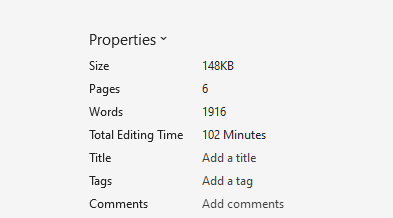 Properties
Size 148KB
Pages 6
Words 1916
Total Editing Time 102 Minutes
Title Add a title
Tags Add a tag
Comments Add comments